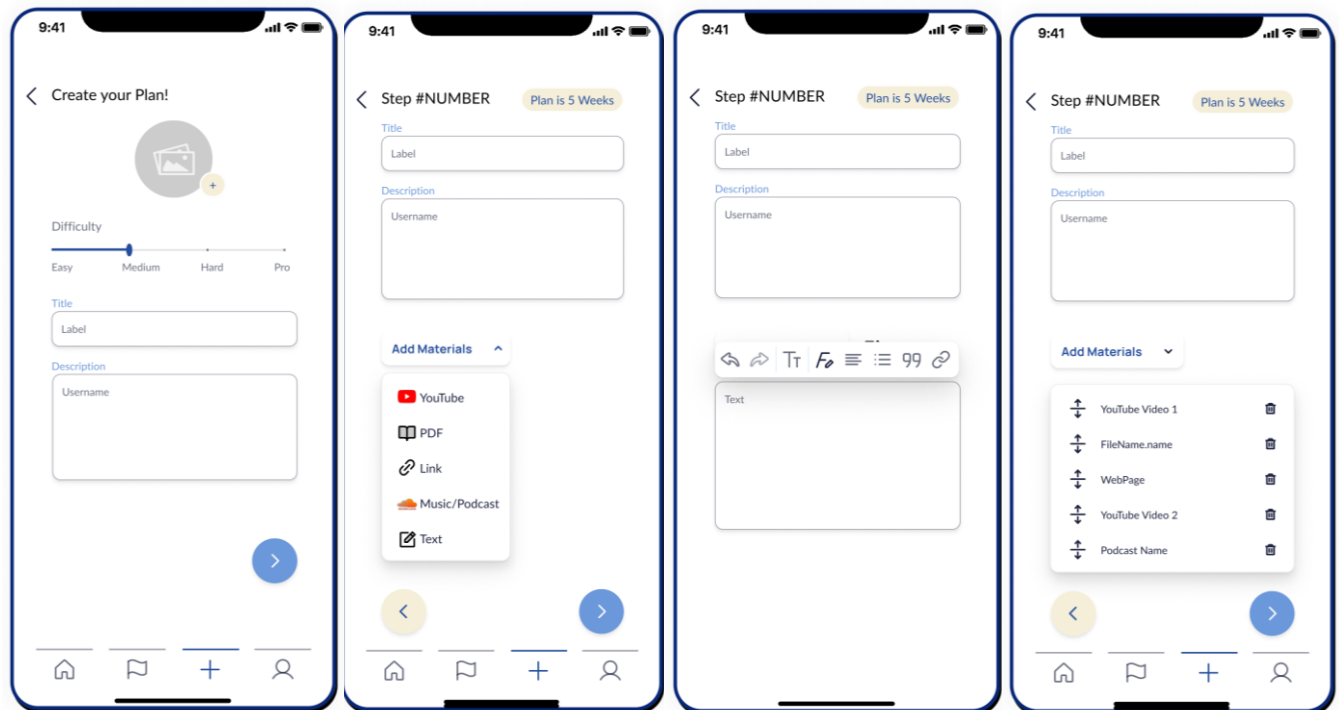 9:41
Create your Plan!
+
Difficulty
Easy Medium Hard Pro
Title
Label
Description
Username
9:41
Step #NUMBER Plan is 5 Weeks
Title
Label
Description
Username
Add Materials
YouTube
PDF
Link
Music/Podcast
Text
9:41
Step #NUMBER Plan is 5 Weeks
Title
Label
Description
Username
Tт F 99
Text
9:41
Step #NUMBER Plan is 5 Weeks
Title
Label
Description
Username
Add Materials
YouTube Video 1
FileName.name
WebPage
YouTube Video 2
Podcast Name